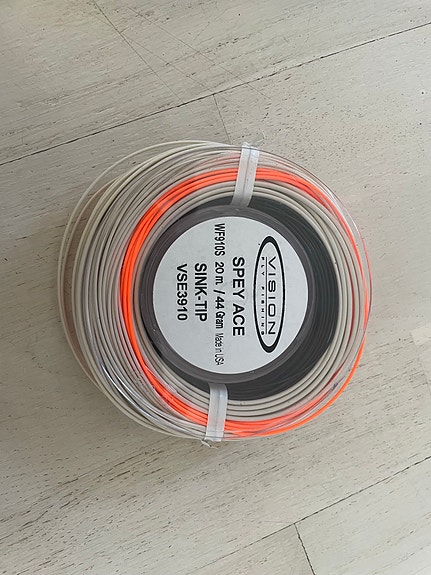 VISION
FLY FISHING
SPEY ACE
WF910S 20 m. / 44 Gram Made in USA
SINK-TIP
VSE3910